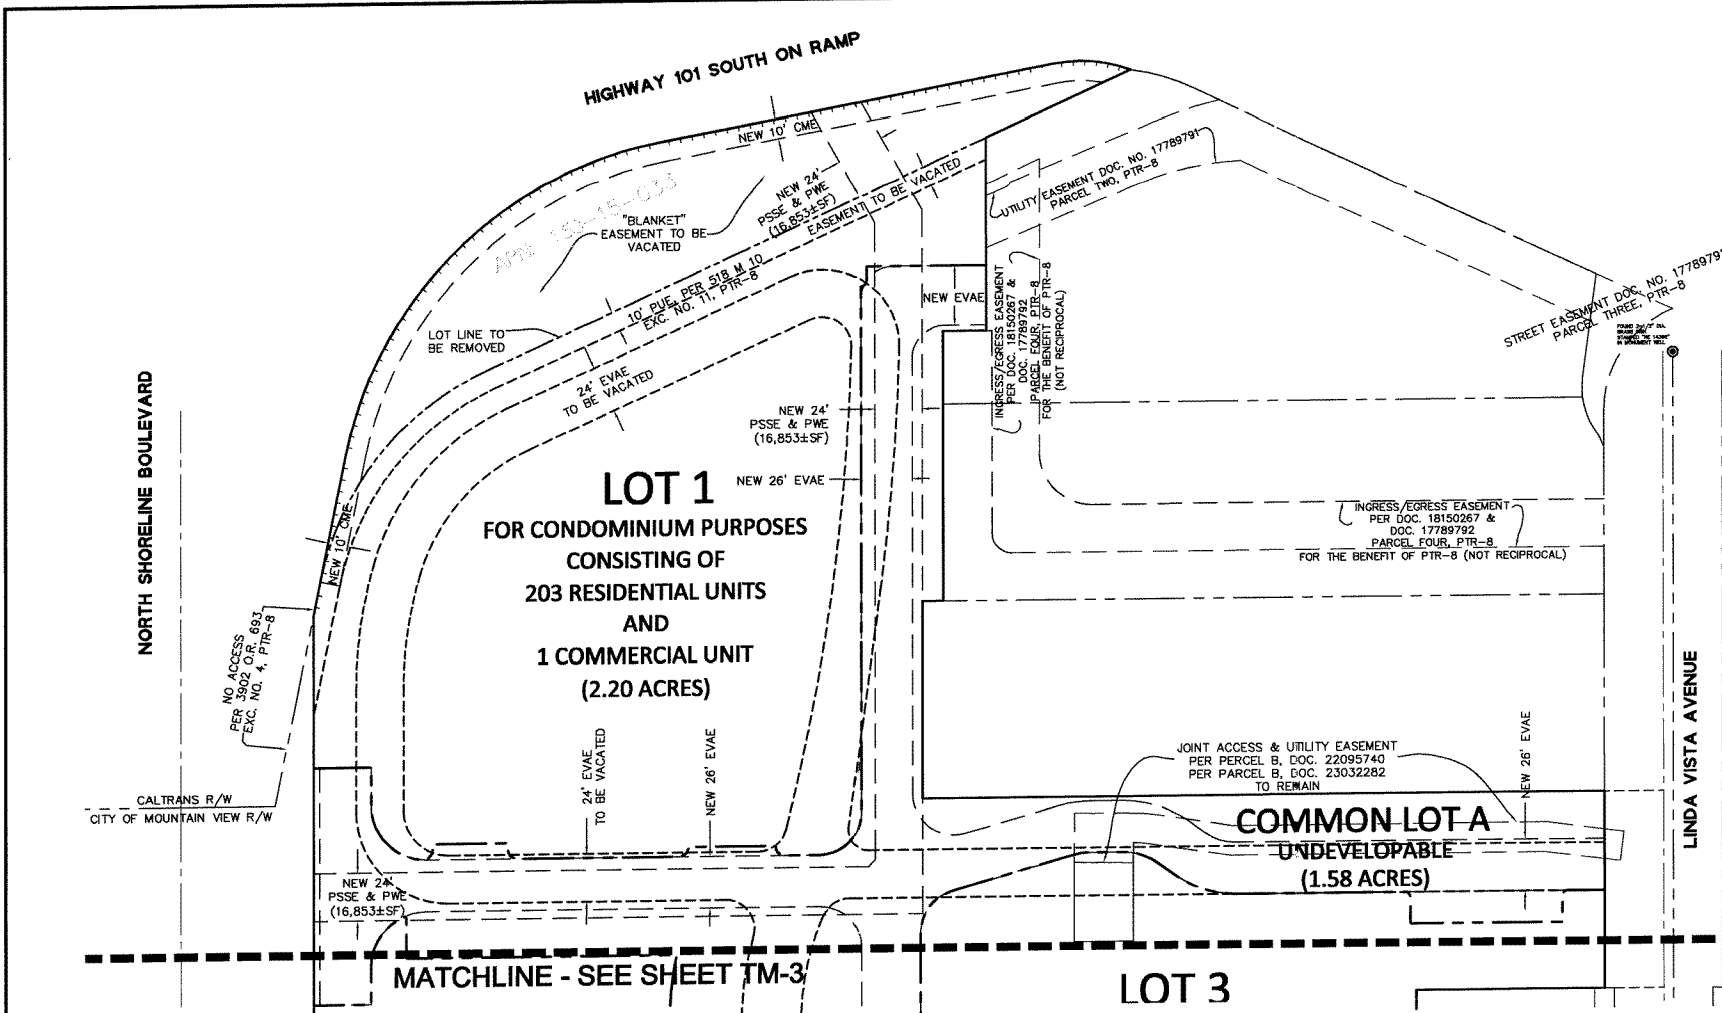 HIGHWAY 101 SOUTH ON RAMP
NEW 10' CME
NEW 24'
PSSE & PWE
(16,853±SF)
EASEMENT TO BE VACATED
"BLANKET"
EASEMENT TO BE
VACATED
10' PUE, PER 518 M 10
EXC. NO. 11, PTR-8
LOT LINE TO
BE REMOVED
24' EVAE
TO BE VACATED
UTILITY EASEMENT DOC. NO. 17789791
PARCEL TWO, PTR-8
STREET EASEMENT DOC. NO. 1778979
PARCEL THREE, PTR-8
IN MONUMENT WELL
NEW EVAE
INGRESS/EGRESS EASEMENT
PER DOC. 18150267 &
DOC. 17789792
PARCEL FOUR, PTR-8
FOR THE BENEFIT OF PTR-8
(NOT RECIPROCAL)
NORTH SHORELINE BOULEVARD
NEW 24'
PSSE & PWE
(16,853±SF)
NEW 26' EVAE
LOT 1
FOR CONDOMINIUM PURPOSES
CONSISTING OF
203 RESIDENTIAL UNITS
AND
1 COMMERCIAL UNIT
(2.20 ACRES)
NEW 10' CME
INGRESS/EGRESS EASEMENT
PER DOC. 18150267 &
DOC. 17789792
PARCEL FOUR, PTR-8
FOR THE BENEFIT OF PTR-8 (NOT RECIPROCAL)
NO ACCESS
PER 3902 O.R. 693
EXC. NO. 4, PTR-8
24' EVAE
TO BE VACATED
NEW 26' EVAE
JOINT ACCESS & UTILITY EASEMENT
PER PERCEL B, DOC. 22095740
PER PARCEL B, DOC. 23032282
TO REMAIN
NEW 26' EVAE
LINDA VISTA AVENUE
CALTRANS R/W
CITY OF MOUNTAIN VIEW R/W
COMMON LOT A
UNDEVELOPABLE
(1.58 ACRES)
NEW 24'
PSSE & PWE
(16,853±SF)
MATCHLINE - SEE SHEET TM-3
LOT 3